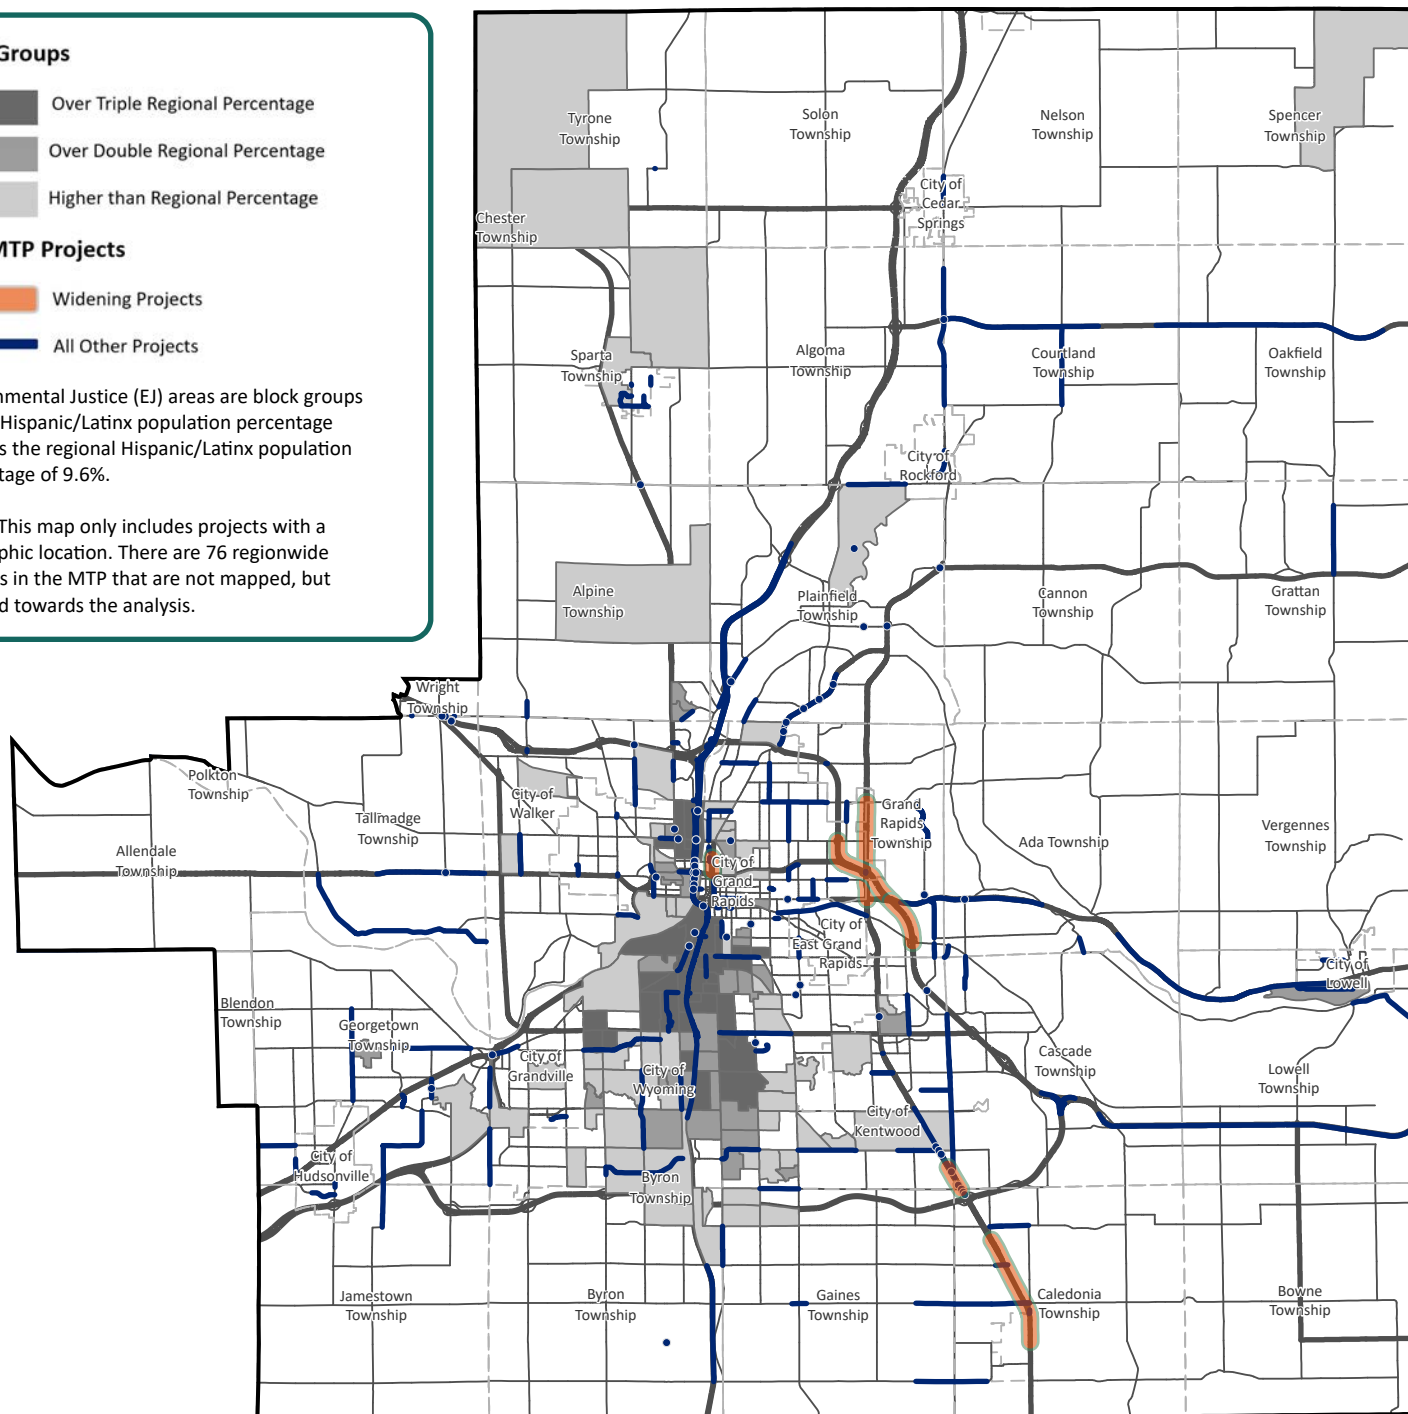 Groups
Over Triple Regional Percentage
Over Double Regional Percentage
Higher than Regional Percentage
MTP Projects
Widening Projects
All Other Projects
nmental Justice (EJ) areas are block groups
Hispanic/Latinx population percentage
s the regional Hispanic/Latinx population
tage of 9.6%.
This map only includes projects with a
phic location. There are 76 regionwide
s in the MTP that are not mapped, but
d towards the analysis.
Tyrone
Township
Solon
Township
Nelson
Township
Spencer
Township
Chester
Township
City of
Cedar
Springs
Sparta
Township
Algoma
Township
Courtland
Township
Oakfield
Township
City of
Rockford
Alpine
Township
Plainfield
Township
Cannon
Township
Grattan
Township
Wright
Township
Polkton
Township
City of
Walker
Tallmadge
Township
Grand
Rapids
Township
Ada Township
Vergennes
Township
Allendale
Township
City of
Grand
Rapids
City of
East Grand
Rapids
City of
Lowell
Blendon
Township
Georgetown
Township
City of
Grandville
City of
Wyoming
Cascade
Township
Lowell
Township
City of
Kentwood
City of
Hudsonville
Byron
Township
Jamestown
Township
Byron
Township
Gaines
Township
Caledonia
Township
Bowne
Township